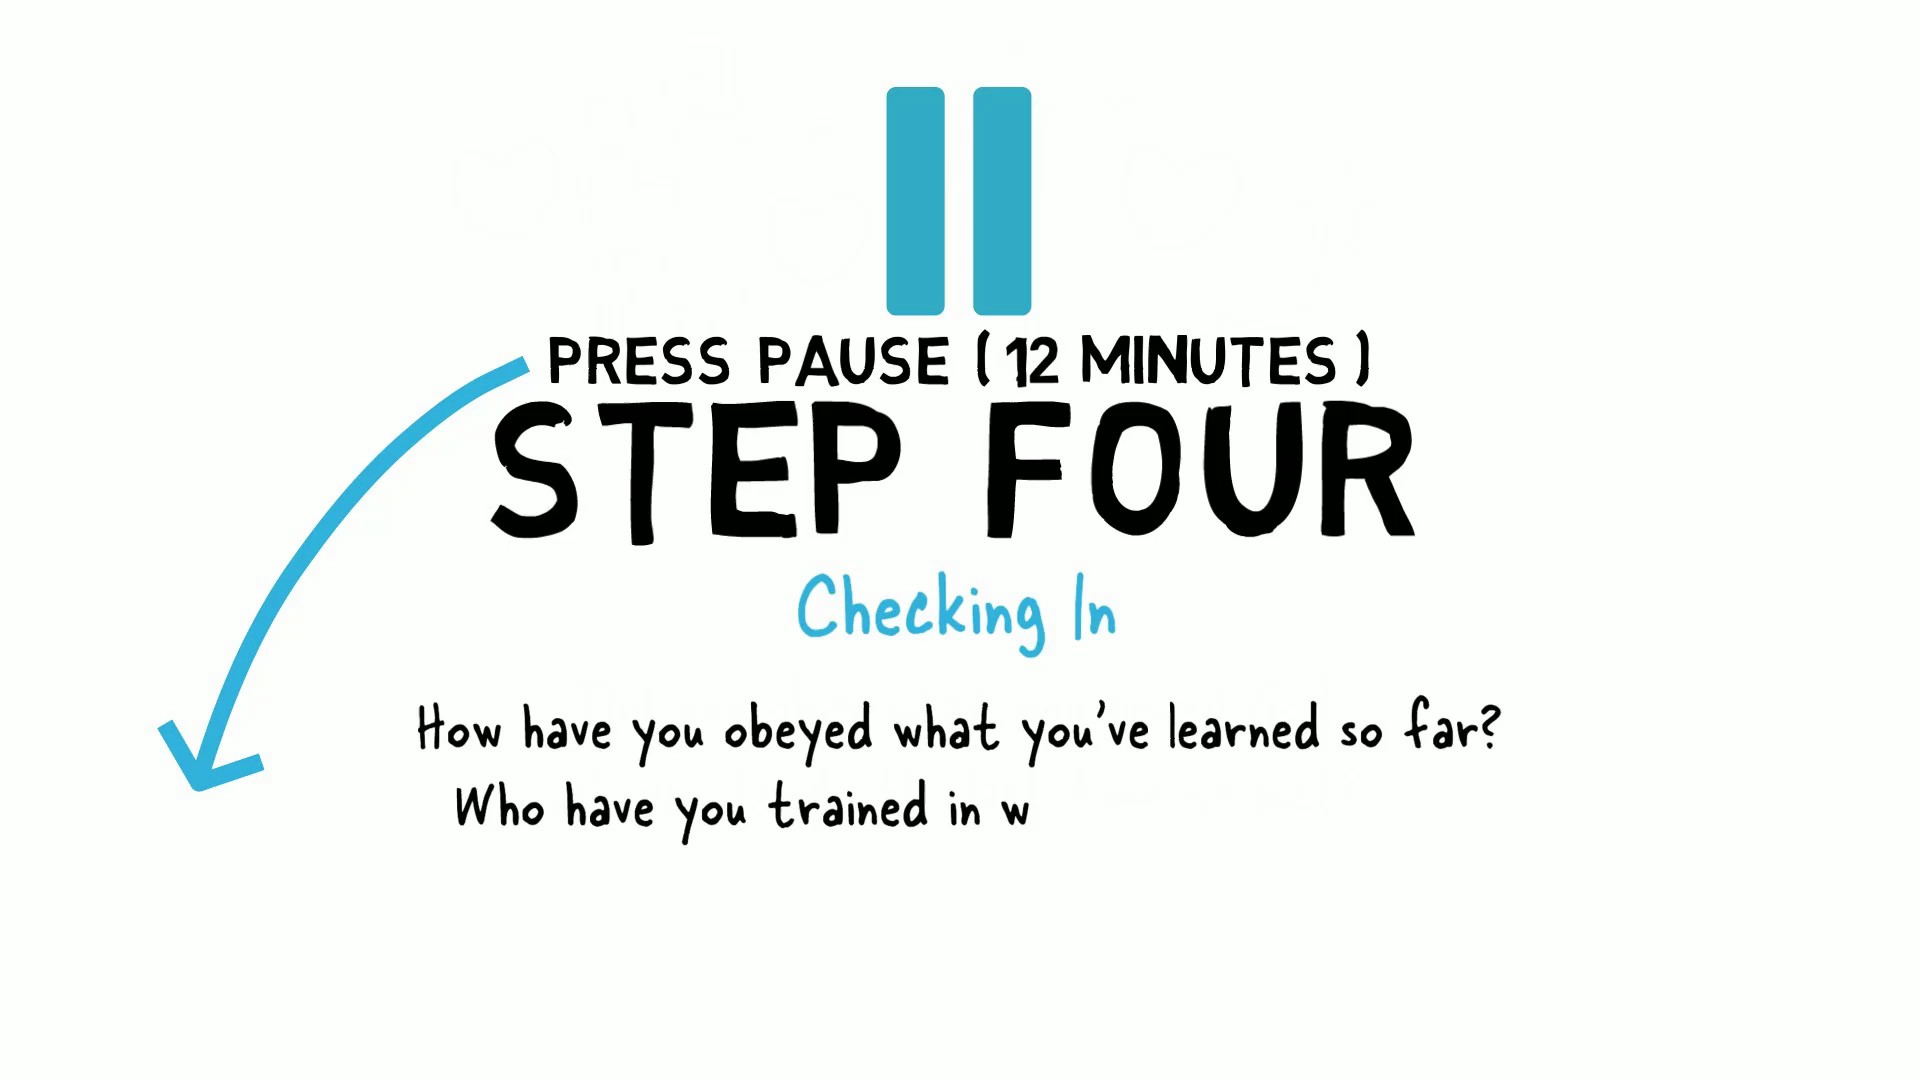 PRESS PAUSE ( 12 MINUTES )
STEP FOUR
Checking In
How have you obeyed what you've learned so far?
Who have you trained in w